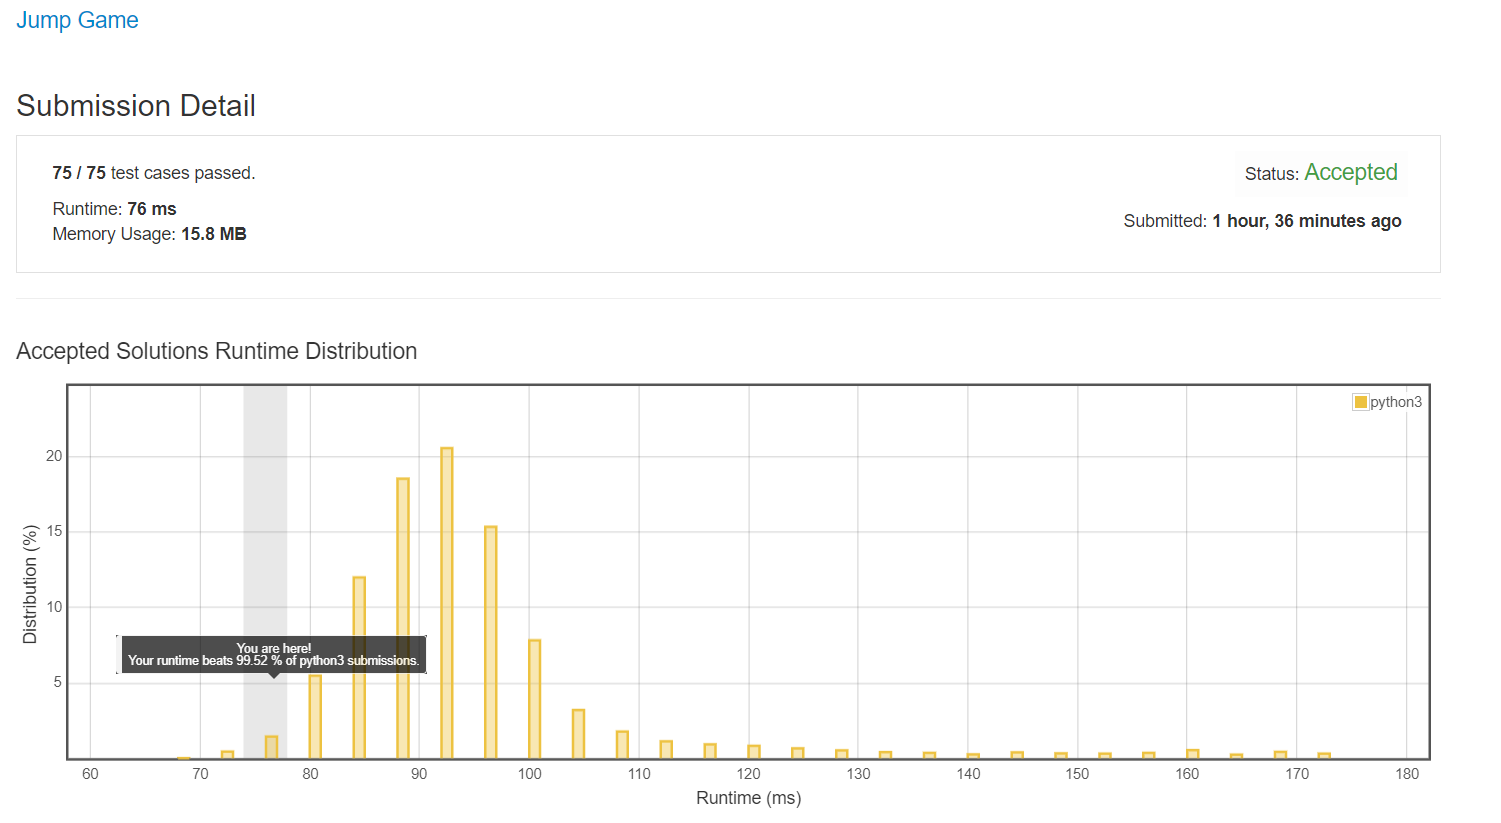 Jump Game
Submission Detail
75 / 75 test cases passed.
Status: Accepted
Runtime: 76 ms
Submitted: 1 hour, 36 minutes ago
Memory Usage: 15.8 MB
Accepted Solutions Runtime Distribution
python3
20
15
10
5
Distribution (%)
You are here!
Your runtime beats 99.52 % of python3 submissions.
60 70 80 90 100 110 120 130 140 150 160 170 180
Runtime (ms)